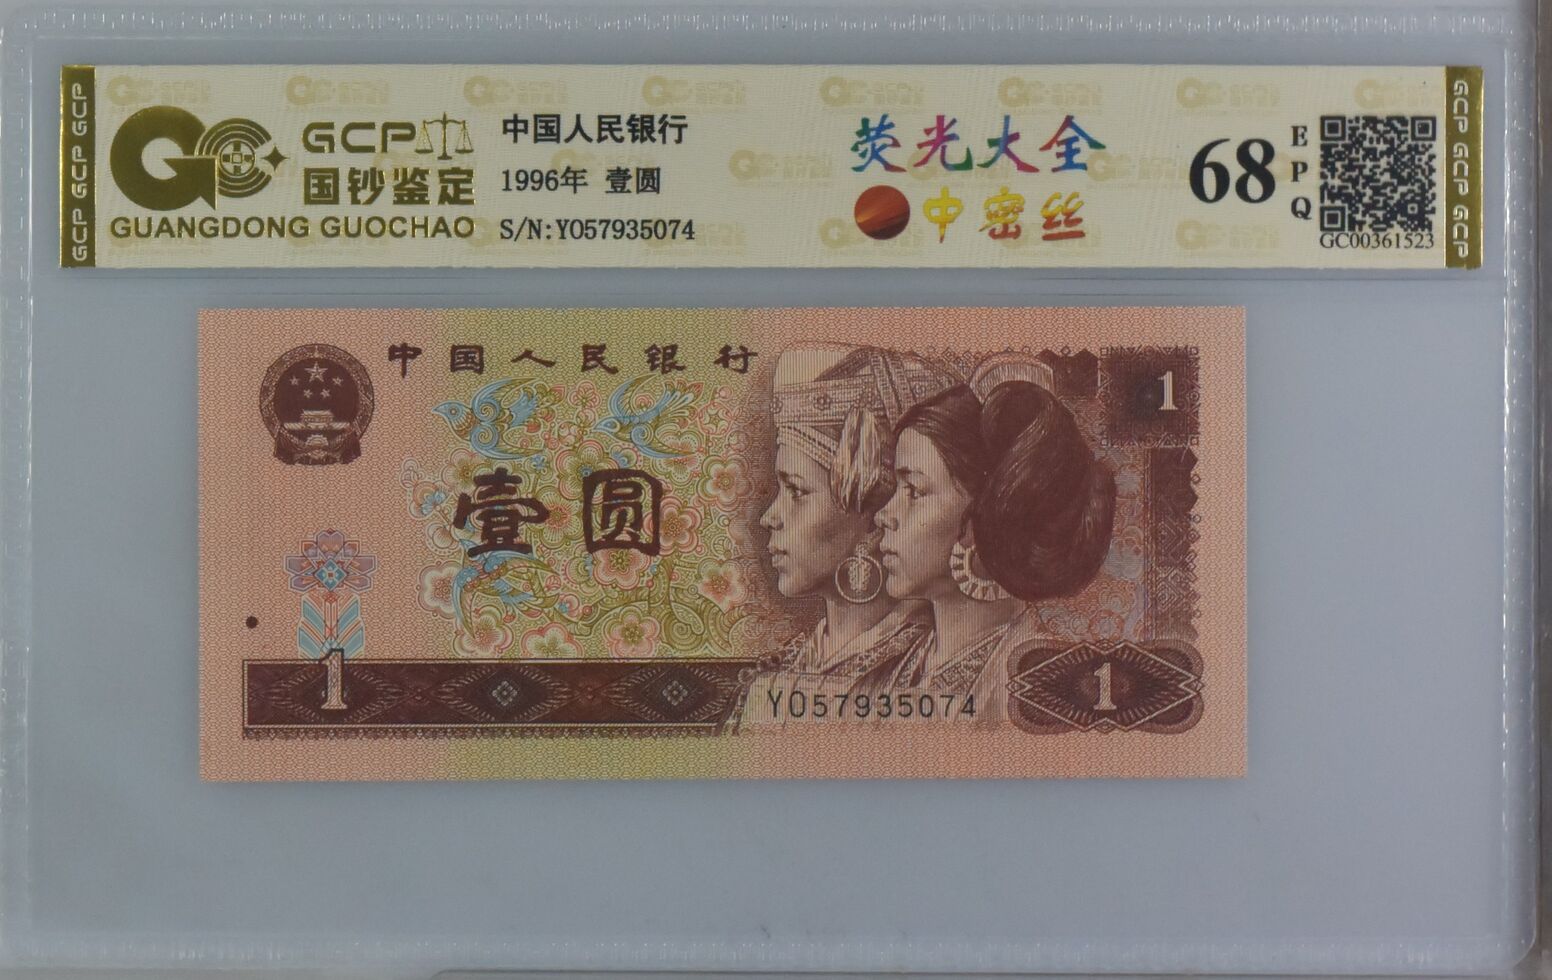 GCP GCP GCP
GCP
国钞鉴定
GUANGDONG GUOCHAO
中国人民银行
1996年 壹圆
S/N:Y057935074
荧光大全
中密丝
68
EPQ
GC00361523
GCP GCP GCP
中国人民银行
1
壹圆
1
Y057935074
1